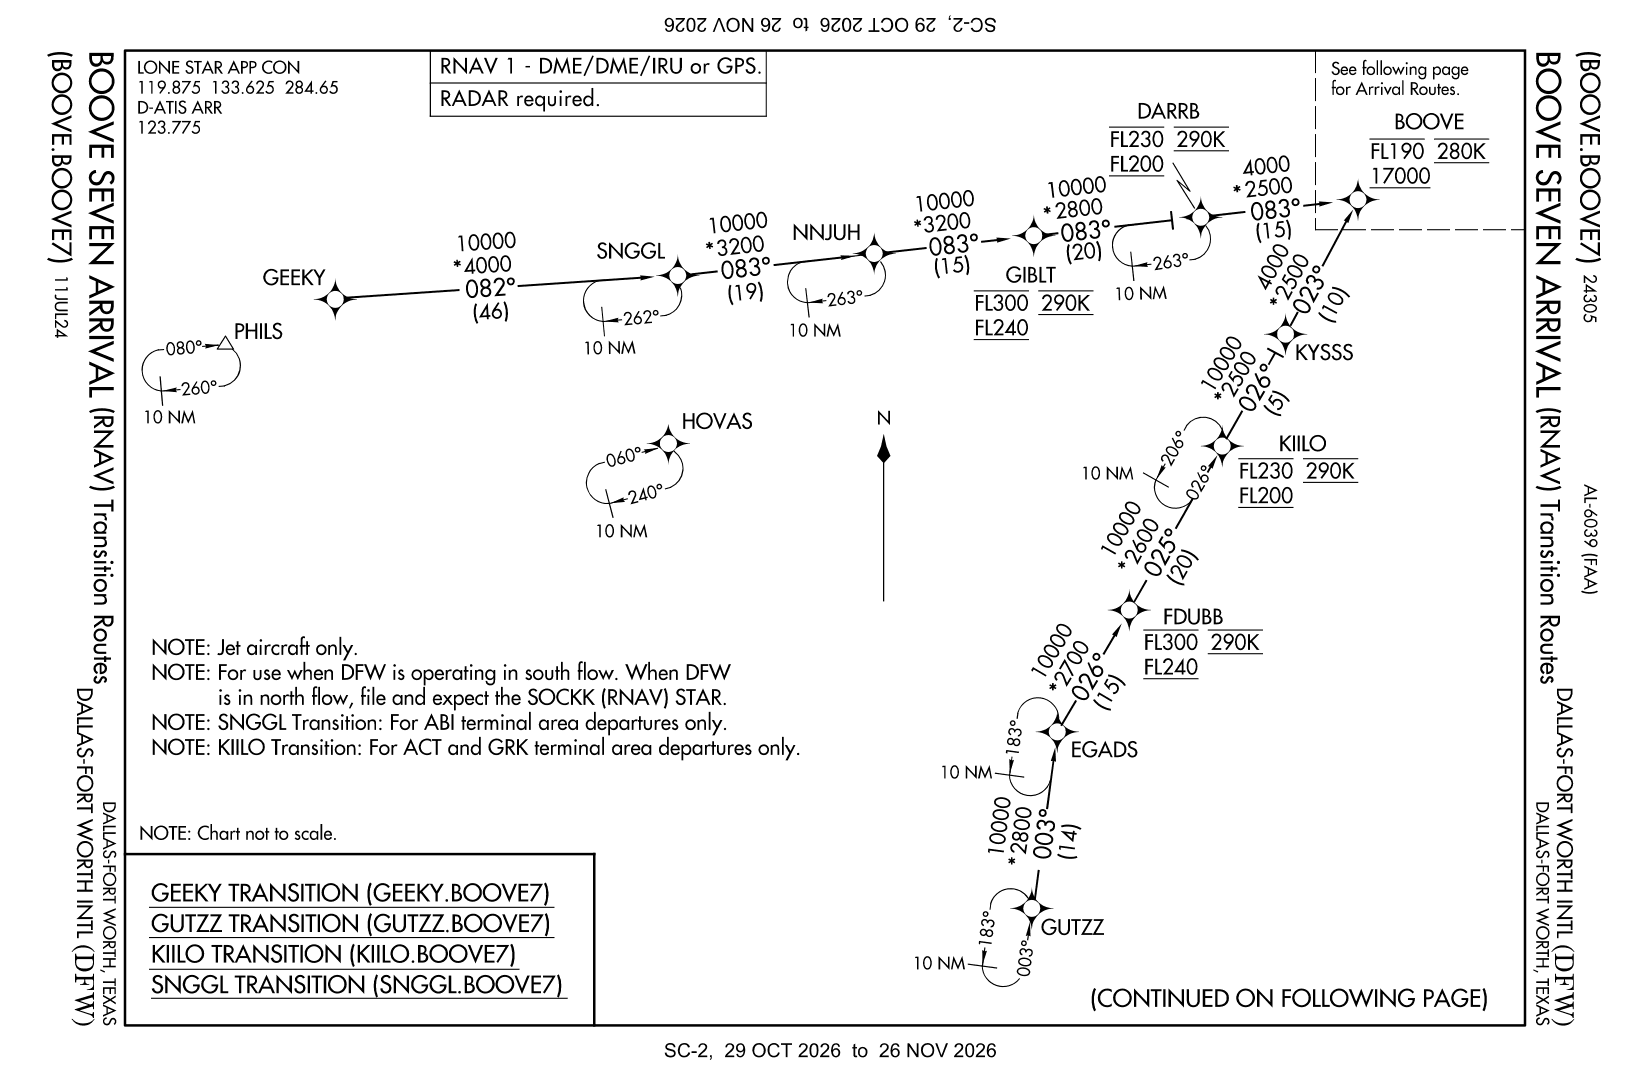 SC-2, 29 OCT 2026 to 26 NOV 2026
(BOOVE.BOOVE7) 11JUL24
BOOVE SEVEN ARRIVAL (RNAV) Transition Routes
DALLAS-FORT WORTH INTL (DFW)
DALLAS-FORT WORTH, TEXAS
LONE STAR APP CON
119.875 133.625 284.65
D-ATIS ARR
123.775
RNAV 1 - DME/DME/IRU or GPS.
RADAR required.
See following page
for Arrival Routes.
BOOVE
FL190 280K
17000
DARRB
FL230 290K
FL200
4000
*2500
083°
(15)
10000
*2800
083°
(20)
263°
10 NM
GIBLT
FL300 290K
FL240
10000
*3200
083°
(15)
NNJUH
263°
10 NM
10000
*3200
083°
(19)
SNGGL
262°
10 NM
10000
*4000
082°
(46)
GEEKY
PHILS
080°
260°
10 NM
HOVAS
060°
240°
10 NM
N
4000
*2500
023°
(10)
KYSSS
10000
*2500
026°
(5)
KIILO
FL230 290K
FL200
206°
026°
10 NM
10000
*2600
025°
(20)
FDUBB
FL300 290K
FL240
10000
*2700
026°
(15)
EGADS
183°
10 NM
10000
*2800
003°
(14)
GUTZZ
183°
003°
10 NM
NOTE: Jet aircraft only.
NOTE: For use when DFW is operating in south flow. When DFW
is in north flow, file and expect the SOCKK (RNAV) STAR.
NOTE: SNGGL Transition: For ABI terminal area departures only.
NOTE: KIILO Transition: For ACT and GRK terminal area departures only.
NOTE: Chart not to scale.
GEEKY TRANSITION (GEEKY.BOOVE7)
GUTZZ TRANSITION (GUTZZ.BOOVE7)
KIILO TRANSITION (KIILO.BOOVE7)
SNGGL TRANSITION (SNGGL.BOOVE7)
(CONTINUED ON FOLLOWING PAGE)
(BOOVE.BOOVE7) 24305
AL-6039 (FAA)
BOOVE SEVEN ARRIVAL (RNAV) Transition Routes
DALLAS-FORT WORTH INTL (DFW)
DALLAS-FORT WORTH, TEXAS
SC-2, 29 OCT 2026 to 26 NOV 2026